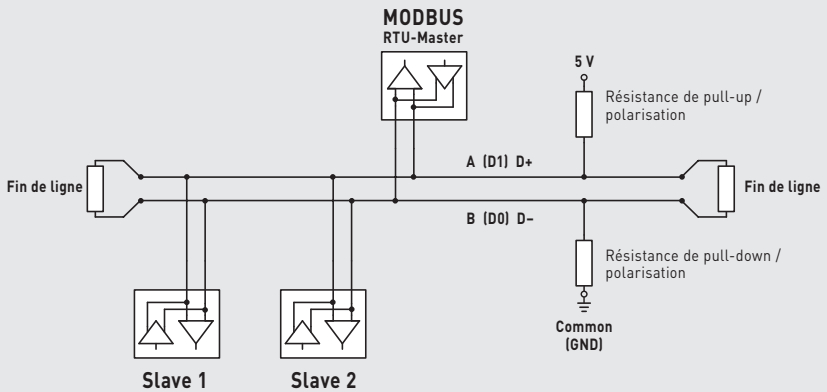 MODBUS
RTU-Master
5 V
Résistance de pull-up /
polarisation
A (D1) D+
Fin de ligne
Fin de ligne
B (D0) D–
Résistance de pull-down /
polarisation
Common
(GND)
Slave 1
Slave 2